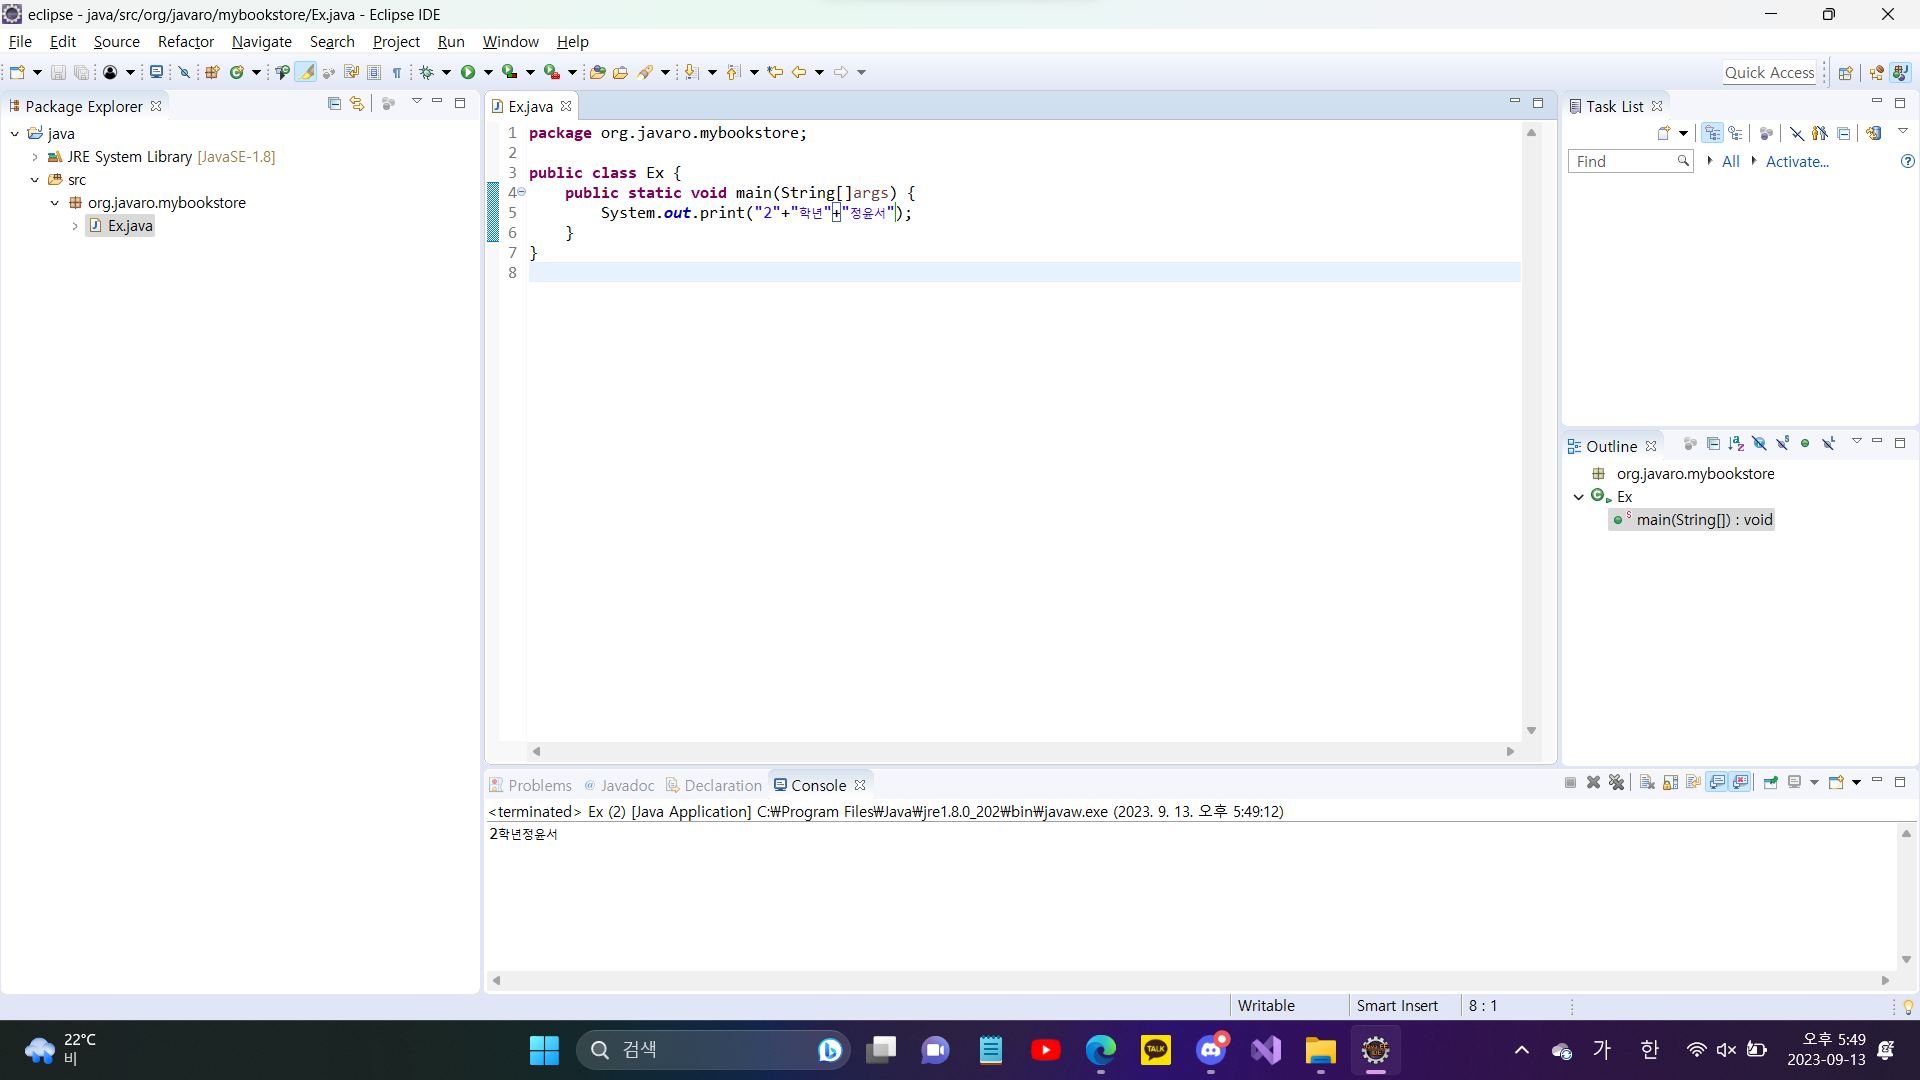 eclipse - java/src/org/javaro/mybookstore/Ex.java - Eclipse IDE
File Edit Source Refactor Navigate Search Project Run Window Help
Quick Access
Package Explorer
java
JRE System Library [JavaSE-1.8]
src
org.javaro.mybookstore
Ex.java
Ex.java
1 package org.javaro.mybookstore;
2
3 public class Ex {
4 public static void main(String[]args) {
5 System.out.print("2"+"학년"+"정윤서");
6 }
7 }
8
Task List
Find All Activate...
Outline
org.javaro.mybookstore
Ex
main(String[]) : void
Problems @ Javadoc Declaration Console
<terminated> Ex (2) [Java Application] C:₩Program Files₩Java₩jre1.8.0_202₩bin₩javaw.exe (2023. 9. 13. 오후 5:49:12)
2학년정윤서
Writable Smart Insert 8 : 1
22°C
비
검색
TALK
가 한
오후 5:49
2023-09-13